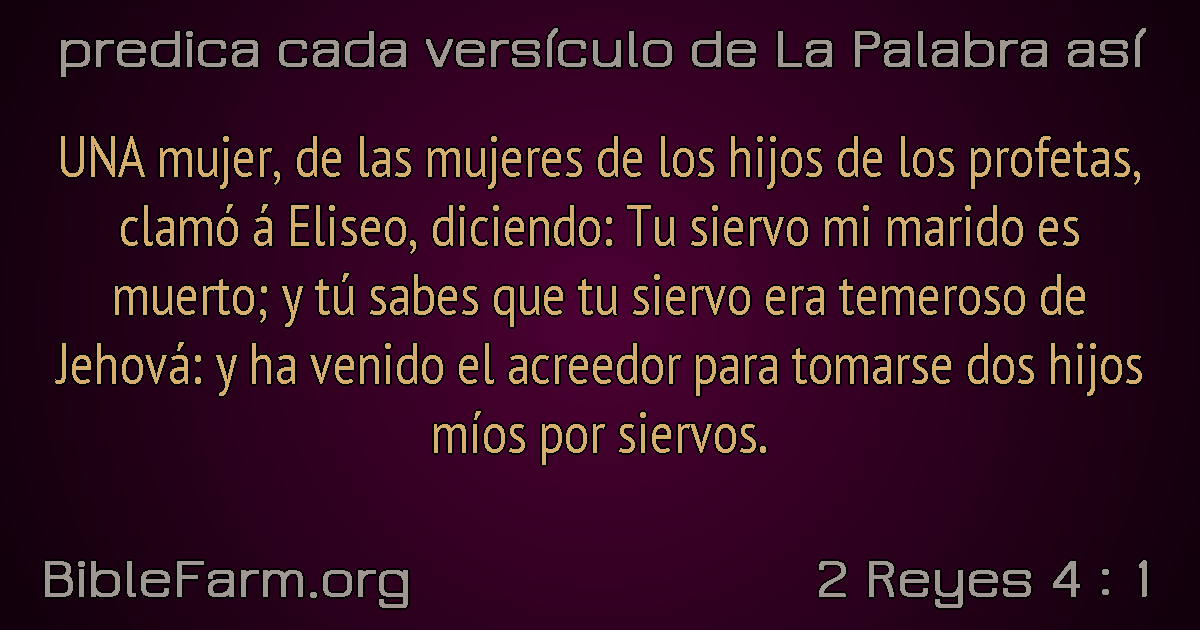 predica cada versículo de La Palabra así
UNA mujer, de las mujeres de los hijos de los profetas,
clamó á Eliseo, diciendo: Tu siervo mi marido es
muerto; y tú sabes que tu siervo era temeroso de
Jehová: y ha venido el acreedor para tomarse dos hijos
míos por siervos.
BibleFarm.org
2 Reyes 4 : 1